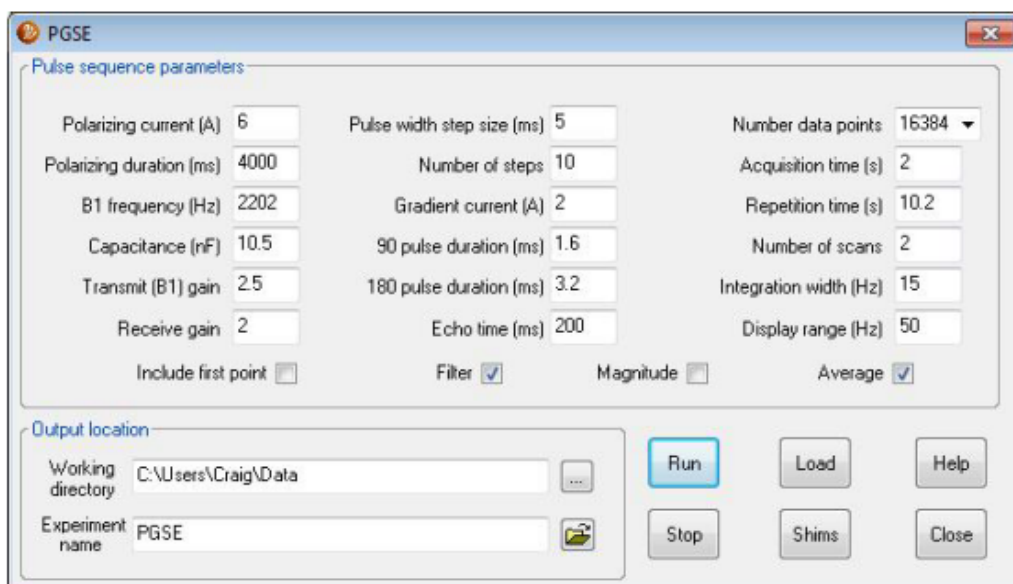 PGSE
Pulse sequence parameters
Polarizing current (A) 6 Pulse width step size (ms) 5 Number data points 16384
Polarizing duration (ms) 4000 Number of steps 10 Acquisition time (s) 2
B1 frequency (Hz) 2202 Gradient current (A) 2 Repetition time (s) 10.2
Capacitance (nF) 10.5 90 pulse duration (ms) 1.6 Number of scans 2
Transmit (B1) gain 2.5 180 pulse duration (ms) 3.2 Integration width (Hz) 15
Receive gain 2 Echo time (ms) 200 Display range (Hz) 50
Include first point Filter Magnitude Average
Output location
Working directory C:\Users\Craig\Data ...
Experiment name PGSE
Run Load Help
Stop Shims Close